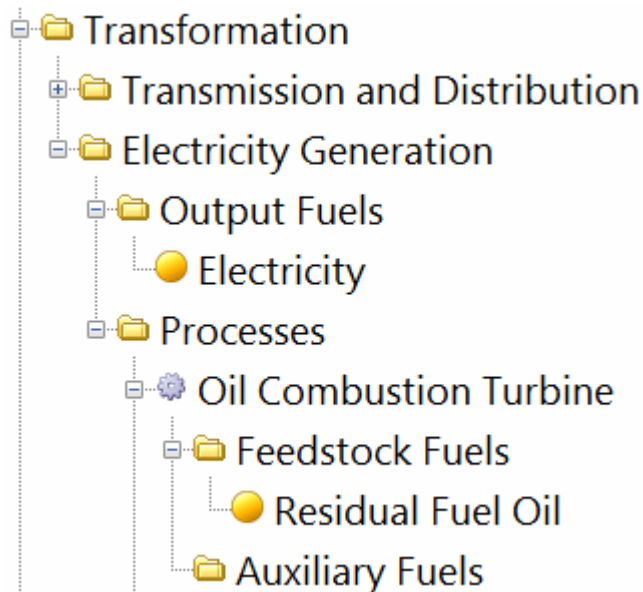 Transformation
Transmission and Distribution
Electricity Generation
Output Fuels
Electricity
Processes
Oil Combustion Turbine
Feedstock Fuels
Residual Fuel Oil
Auxiliary Fuels